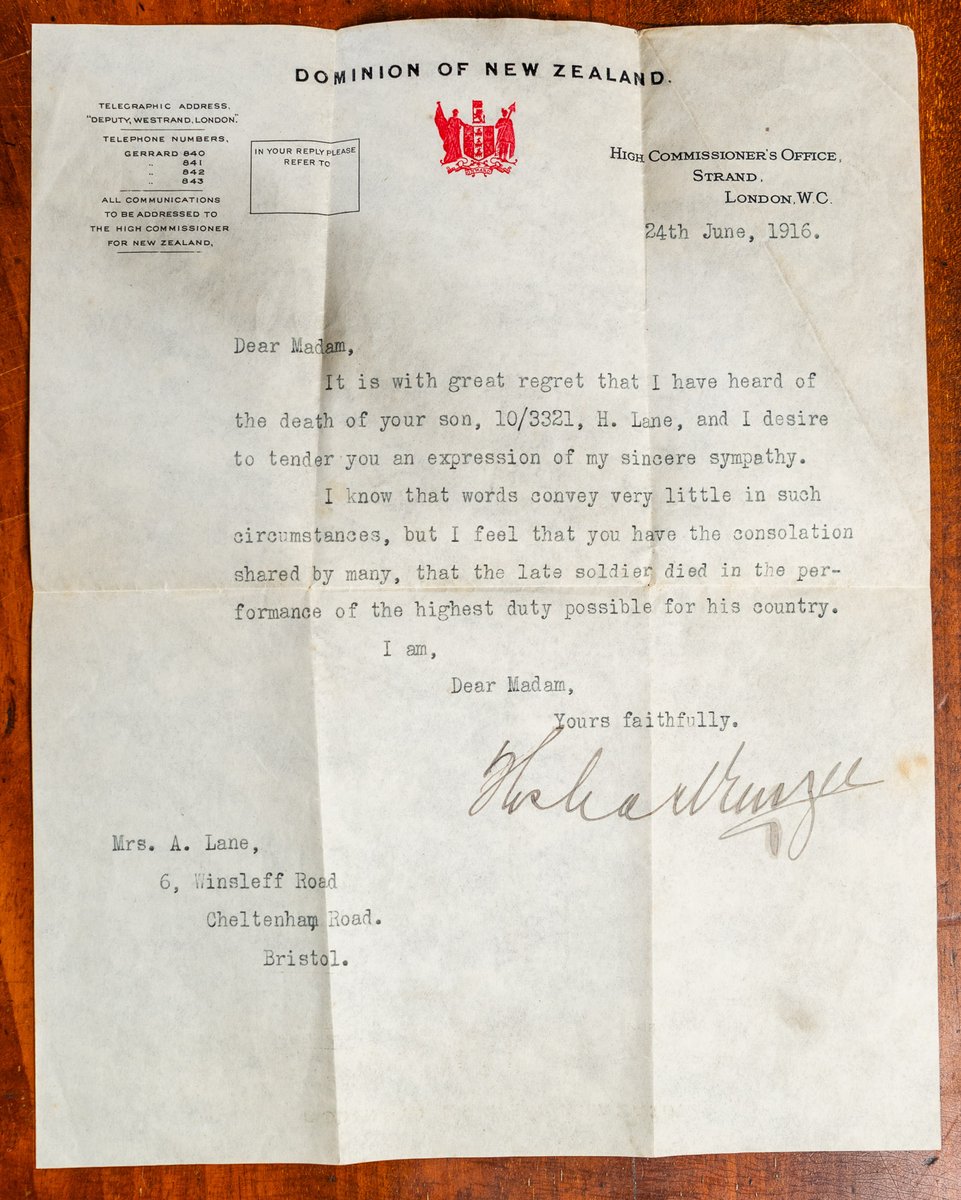 DOMINION OF NEW ZEALAND.
TELEGRAPHIC ADDRESS,
"DEPUTY, WESTRAND, LONDON."
TELEPHONE NUMBERS,
GERRARD 840
" 841
" 842
" 843
ALL COMMUNICATIONS
TO BE ADDRESSED TO
THE HIGH COMMISSIONER
FOR NEW ZEALAND,
IN YOUR REPLY PLEASE
REFER TO
HIGH COMMISSIONER'S OFFICE,
STRAND,
LONDON, W.C.
24th June, 1916.
Dear Madam,
It is with great regret that I have heard of
the death of your son, 10/3321, H. Lane, and I desire
to tender you an expression of my sincere sympathy.
I know that words convey very little in such
circumstances, but I feel that you have the consolation
shared by many, that the late soldier died in the per-
formance of the highest duty possible for his country.
I am,
Dear Madam,
Yours faithfully.
Mrs. A. Lane,
6, Winsleff Road
Cheltenham Road.
Bristol.